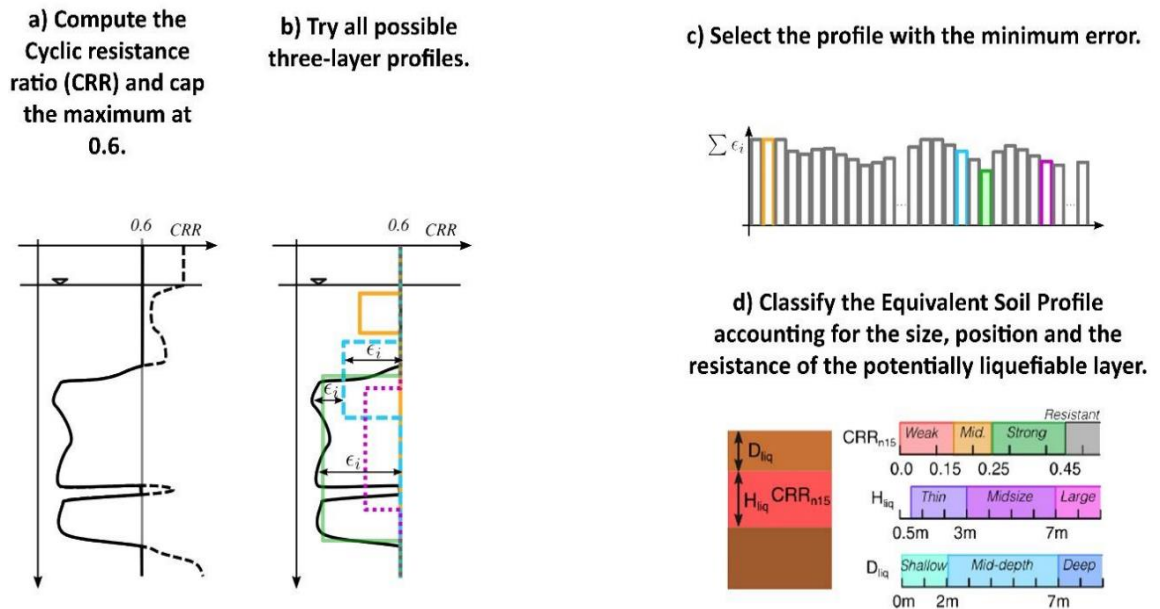 a) Compute the
Cyclic resistance
ratio (CRR) and cap
the maximum at
0.6.
b) Try all possible
three-layer profiles.
c) Select the profile with the minimum error.
∑ ϵi
...
...
0.6 CRR
0.6 CRR
ϵi
ϵi
ϵi
d) Classify the Equivalent Soil Profile
accounting for the size, position and the
resistance of the potentially liquefiable layer.
Dliq
Hliq CRRn15
Resistant
CRRn15 Weak Mid. Strong
0.0 0.15 0.25 0.45
Hliq Thin Midsize Large
0.5m 3m 7m
Dliq Shallow Mid-depth Deep
0m 2m 7m